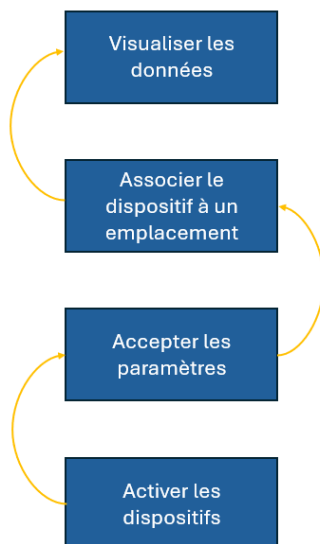 Visualiser les
données
Associer le
dispositif à un
emplacement
Accepter les
paramètres
Activer les
dispositifs